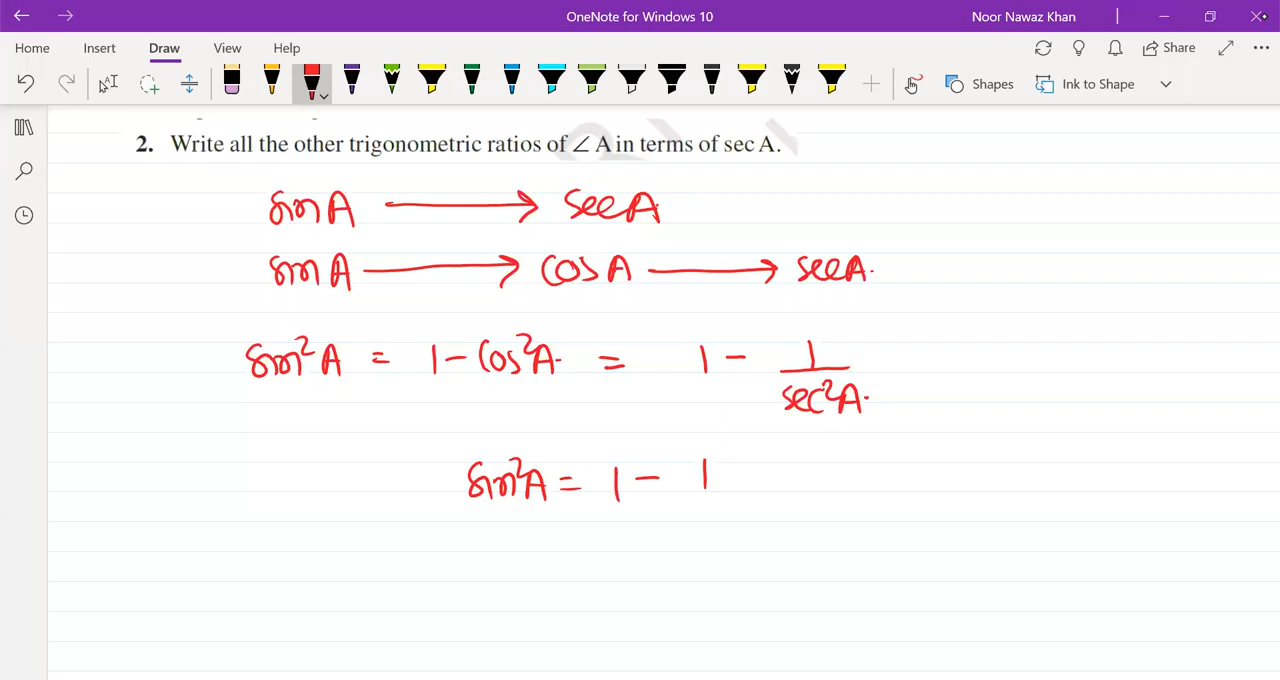 OneNote for Windows 10
Noor Nawaz Khan
Home Insert Draw View Help
Share
Shapes Ink to Shape
2. Write all the other trigonometric ratios of ∠A in terms of sec A.
sin A ⟶ sec A
sin A ⟶ cos A ⟶ sec A.
sin²A = 1 - cos²A. = 1 - 1/sec²A.
sin²A = 1 - 1